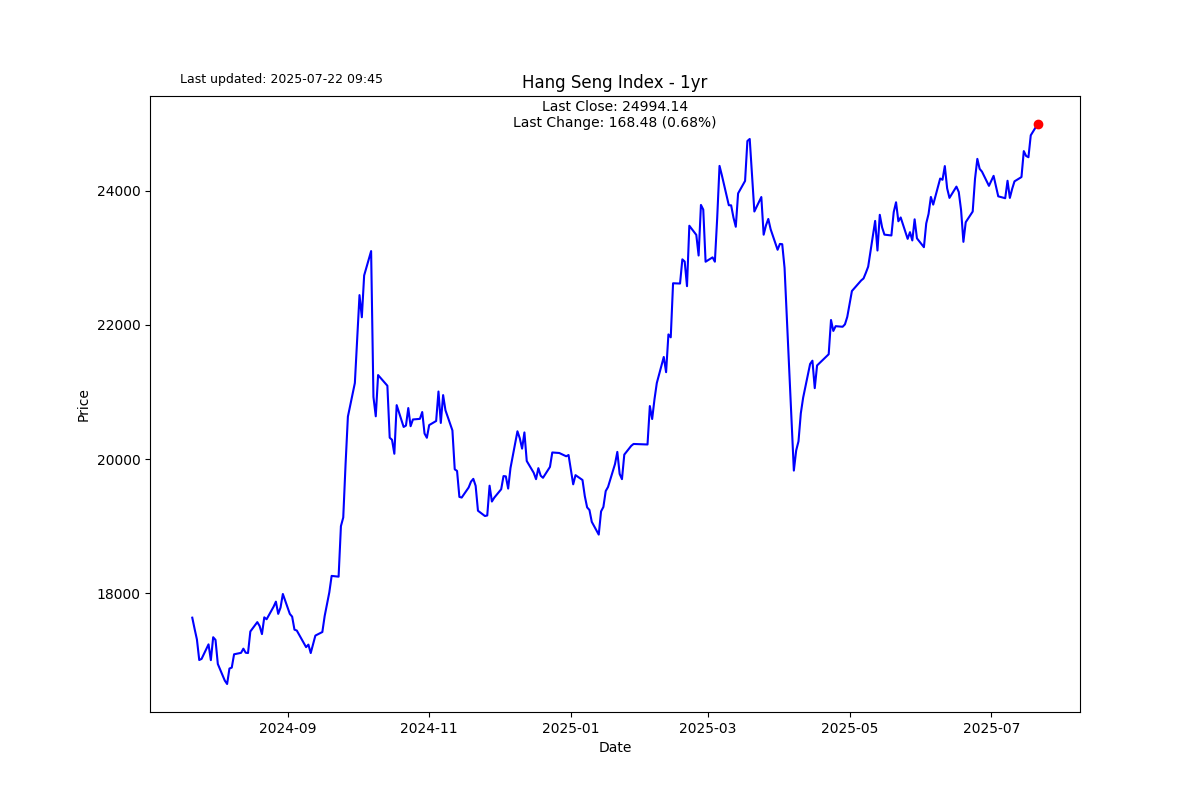 Last updated: 2025-07-22 09:45
Hang Seng Index - 1yr
Last Close: 24994.14
Last Change: 168.48 (0.68%)
24000
22000
20000
18000
Price
2024-09
2024-11
2025-01
2025-03
2025-05
2025-07
Date